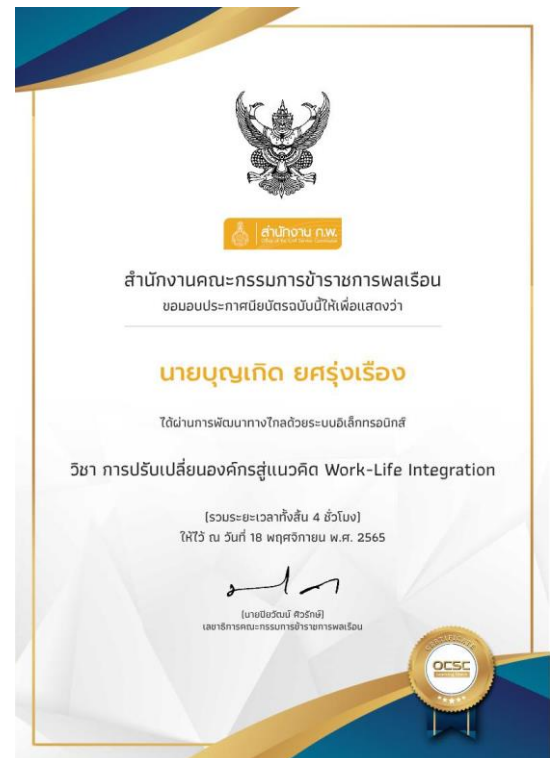 สำนักงาน ก.พ.
Office of the Civil Service Commission
สำนักงานคณะกรรมการข้าราชการพลเรือน
ขอมอบประกาศนียบัตรฉบับนี้ให้เพื่อแสดงว่า
นายบุญเกิด ยศรุ่งเรือง
ได้ผ่านการพัฒนาทางไกลด้วยระบบอิเล็กทรอนิกส์
วิชา การปรับเปลี่ยนองค์กรสู่แนวคิด Work-Life Integration
(รวมระยะเวลาทั้งสิ้น 4 ชั่วโมง)
ให้ไว้ ณ วันที่ 18 พฤศจิกายน พ.ศ. 2565
(นายปิยวัฒน์ ศิวรักษ์)
เลขาธิการคณะกรรมการข้าราชการพลเรือน
CERTIFICATE
OCSC
Learning Space